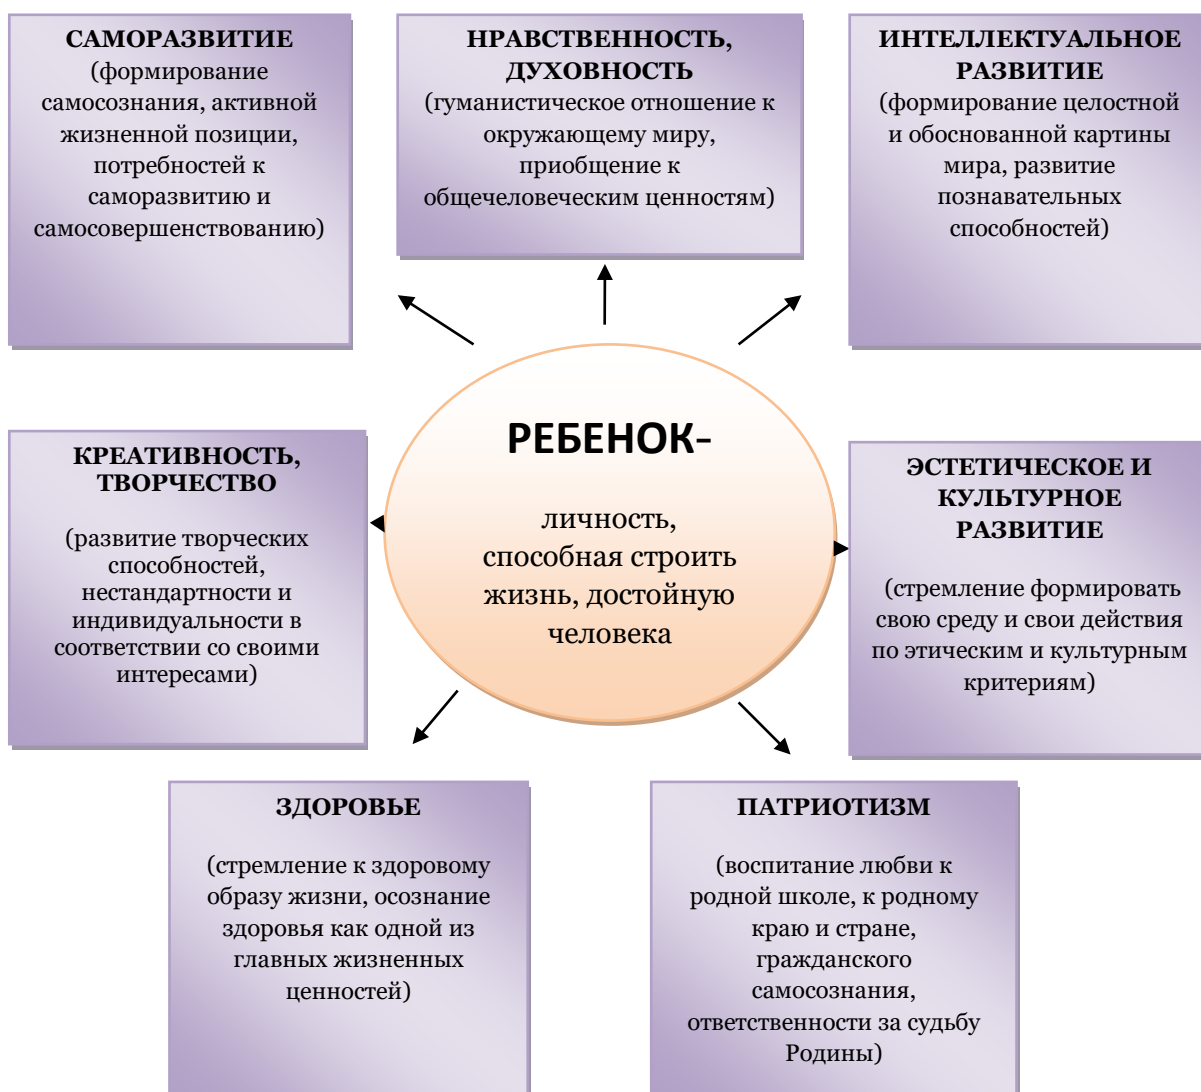 САМОРАЗВИТИЕ
(формирование
самосознания, активной
жизненной позиции,
потребностей к
саморазвитию и
самосовершенствованию)
НРАВСТВЕННОСТЬ,
ДУХОВНОСТЬ
(гуманистическое отношение к
окружающему миру,
приобщение к
общечеловеческим ценностям)
ИНТЕЛЛЕКТУАЛЬНОЕ
РАЗВИТИЕ
(формирование целостной
и обоснованной картины
мира, развитие
познавательных
способностей)
РЕБЕНОК-
личность,
способная строить
жизнь, достойную
человека
КРЕАТИВНОСТЬ,
ТВОРЧЕСТВО
(развитие творческих
способностей,
нестандартности и
индивидуальности в
соответствии со своими
интересами)
ЭСТЕТИЧЕСКОЕ И
КУЛЬТУРНОЕ
РАЗВИТИЕ
(стремление формировать
свою среду и свои действия
по этическим и культурным
критериям)
ЗДОРОВЬЕ
(стремление к здоровому
образу жизни, осознание
здоровья как одной из
главных жизненных
ценностей)
ПАТРИОТИЗМ
(воспитание любви к
родной школе, к родному
краю и стране,
гражданского
самосознания,
ответственности за судьбу
Родины)